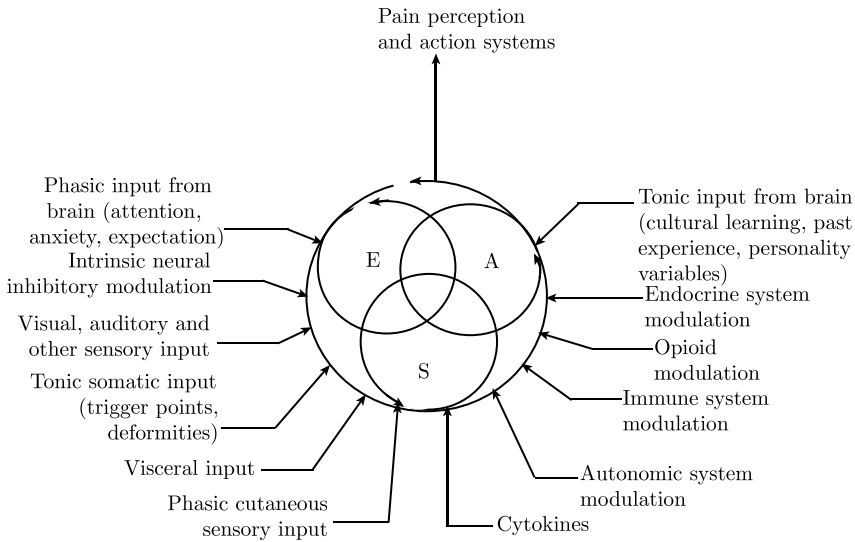 Pain perception
and action systems
Phasic input from
brain (attention,
anxiety, expectation)
Intrinsic neural
inhibitory modulation
Visual, auditory and
other sensory input
Tonic somatic input
(trigger points,
deformities)
Visceral input
Phasic cutaneous
sensory input
E
A
S
Tonic input from brain
(cultural learning, past
experience, personality
variables)
Endocrine system
modulation
Opioid
modulation
Immune system
modulation
Autonomic system
modulation
Cytokines